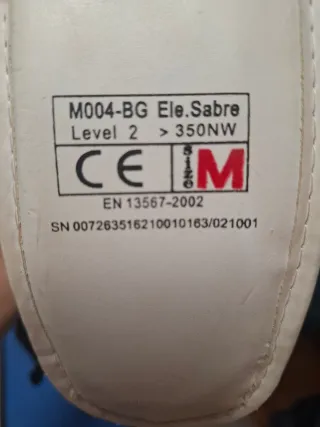 M004-BG Ele.Sabre
Level 2 > 350NW
CE size M
EN 13567-2002
SN 007263516210010163/021001